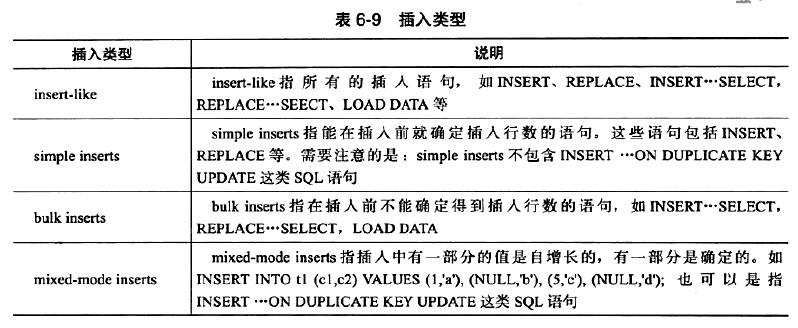 表 6-9 插入类型
插入类型 说明
insert-like insert-like 指所有的插入语句，如 INSERT、REPLACE、INSERT…SELECT，
REPLACE…SEECT、LOAD DATA 等
simple inserts simple inserts 指能在插入前就确定插入行数的语句。这些语句包括 INSERT、
REPLACE 等。需要注意的是：simple inserts 不包含 INSERT …ON DUPLICATE KEY
UPDATE 这类 SQL 语句
bulk inserts bulk inserts 指在插入前不能确定得到插入行数的语句，如 INSERT…SELECT，
REPLACE…SELECT，LOAD DATA
mixed-mode inserts mixed-mode inserts 指插入中有一部分的值是自增长的，有一部分是确定的。如
INSERT INTO t1 (c1,c2) VALUES (1,'a'), (NULL,'b'), (5,'c'), (NULL,'d'); 也可以是指
INSERT …ON DUPLICATE KEY UPDATE 这类 SQL 语句